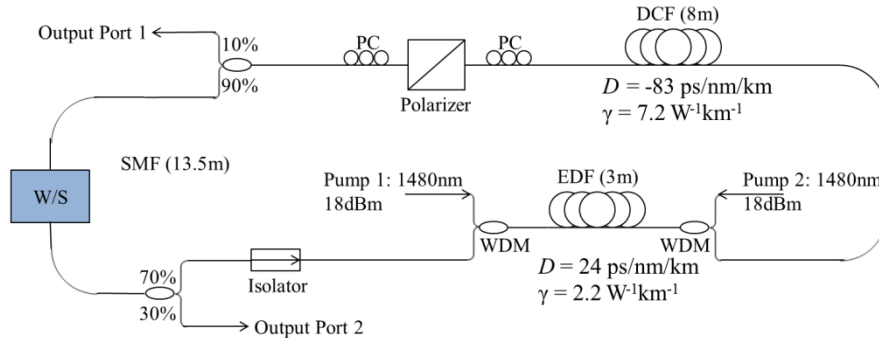 Output Port 1
10%
90%
PC
Polarizer
PC
DCF (8m)
D = -83 ps/nm/km
γ = 7.2 W⁻¹km⁻¹
SMF (13.5m)
W/S
Pump 1: 1480nm
18dBm
EDF (3m)
Pump 2: 1480nm
18dBm
WDM
WDM
D = 24 ps/nm/km
γ = 2.2 W⁻¹km⁻¹
70%
30%
Isolator
Output Port 2